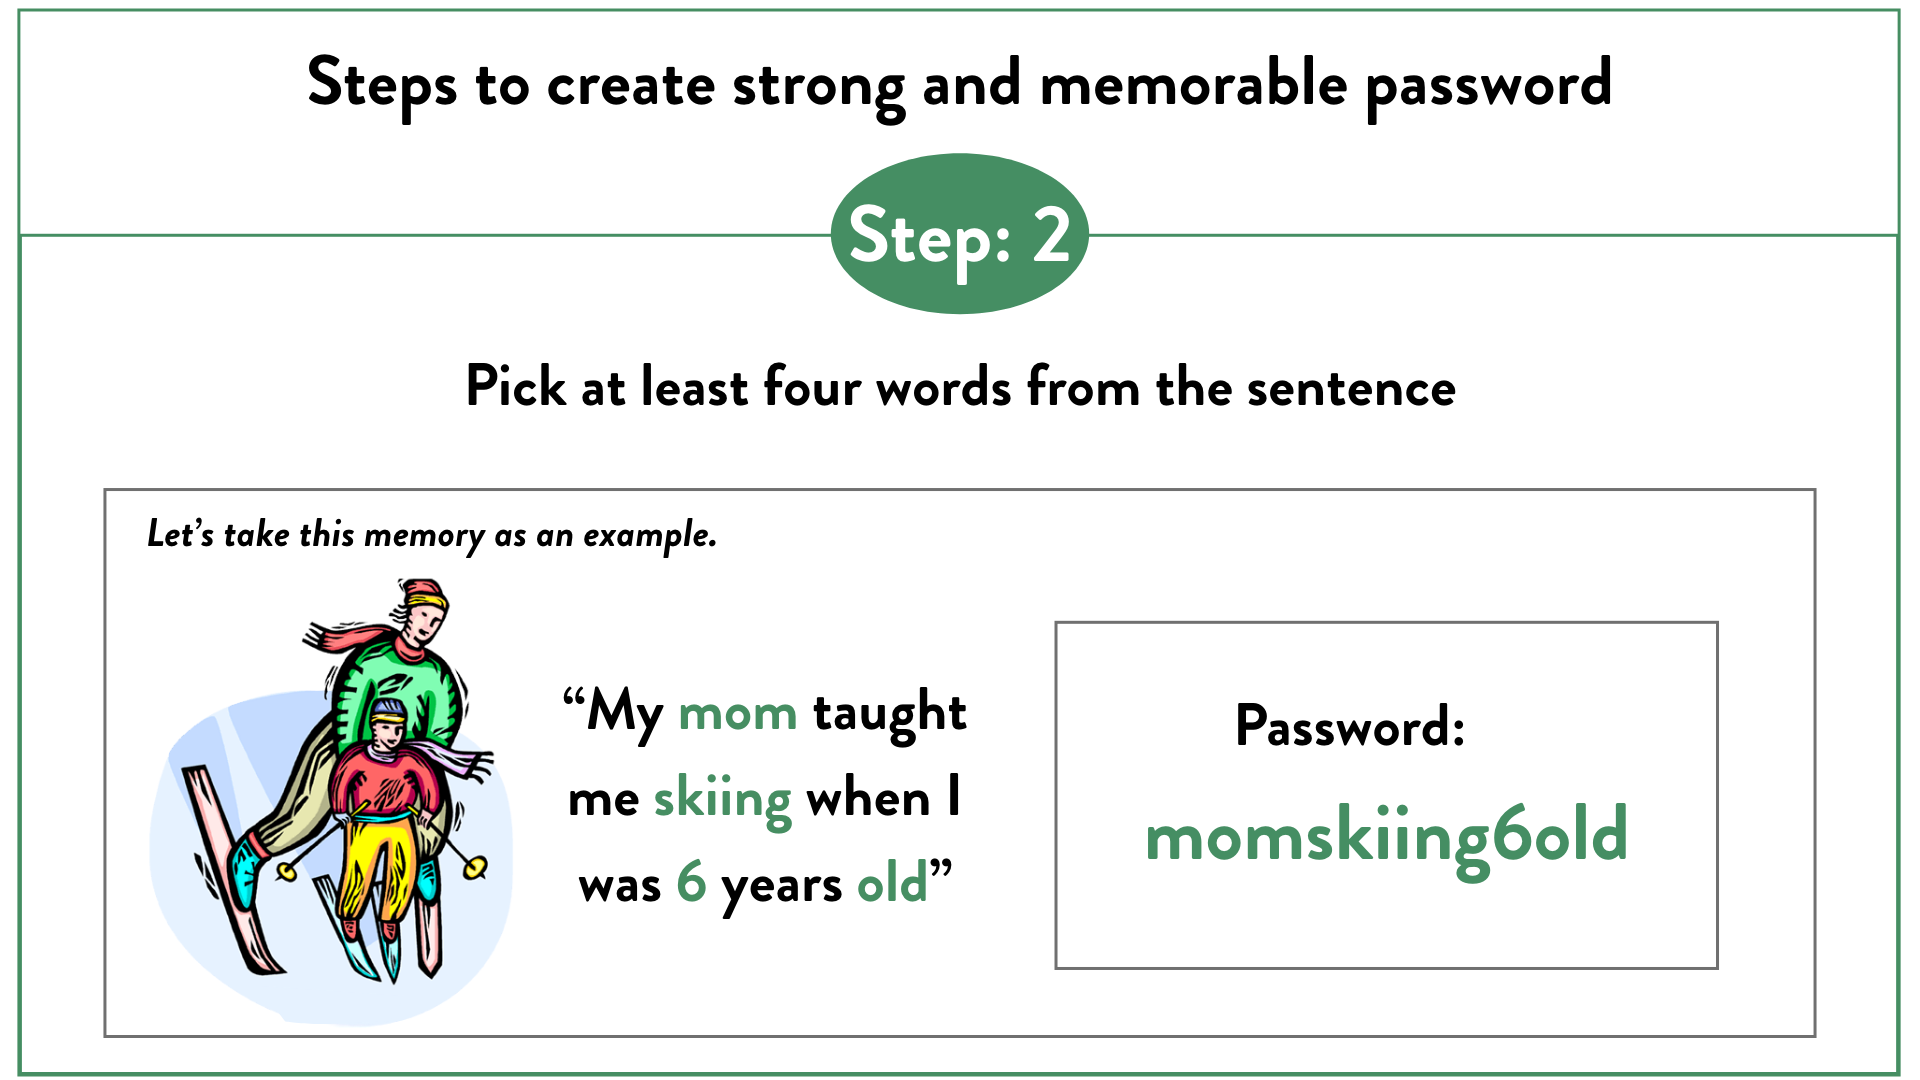 Steps to create strong and memorable password
Step: 2
Pick at least four words from the sentence
Let’s take this memory as an example.
“My mom taught
me skiing when I
was 6 years old”
Password:
momskiing6old